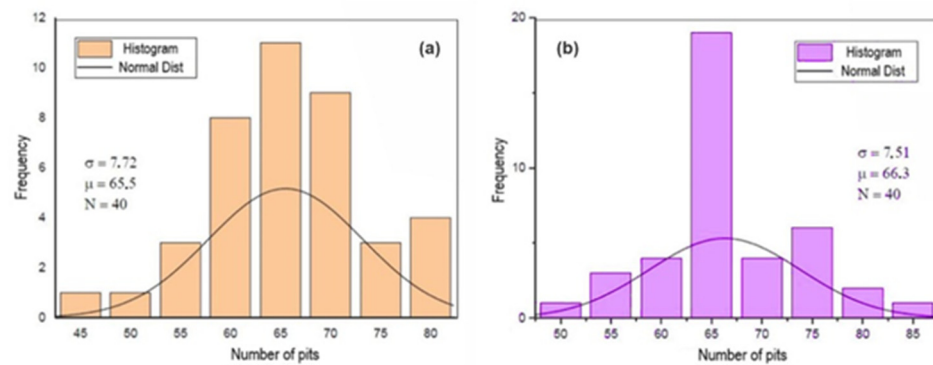 12
10
8
6
4
2
0
Frequency
Histogram
Normal Dist
(a)
σ = 7.72
μ = 65.5
N = 40
45 50 55 60 65 70 75 80
Number of pits
20
10
0
Frequency
(b)
Histogram
Normal Dist
σ = 7.51
μ = 66.3
N = 40
50 55 60 65 70 75 80 85
Number of pits